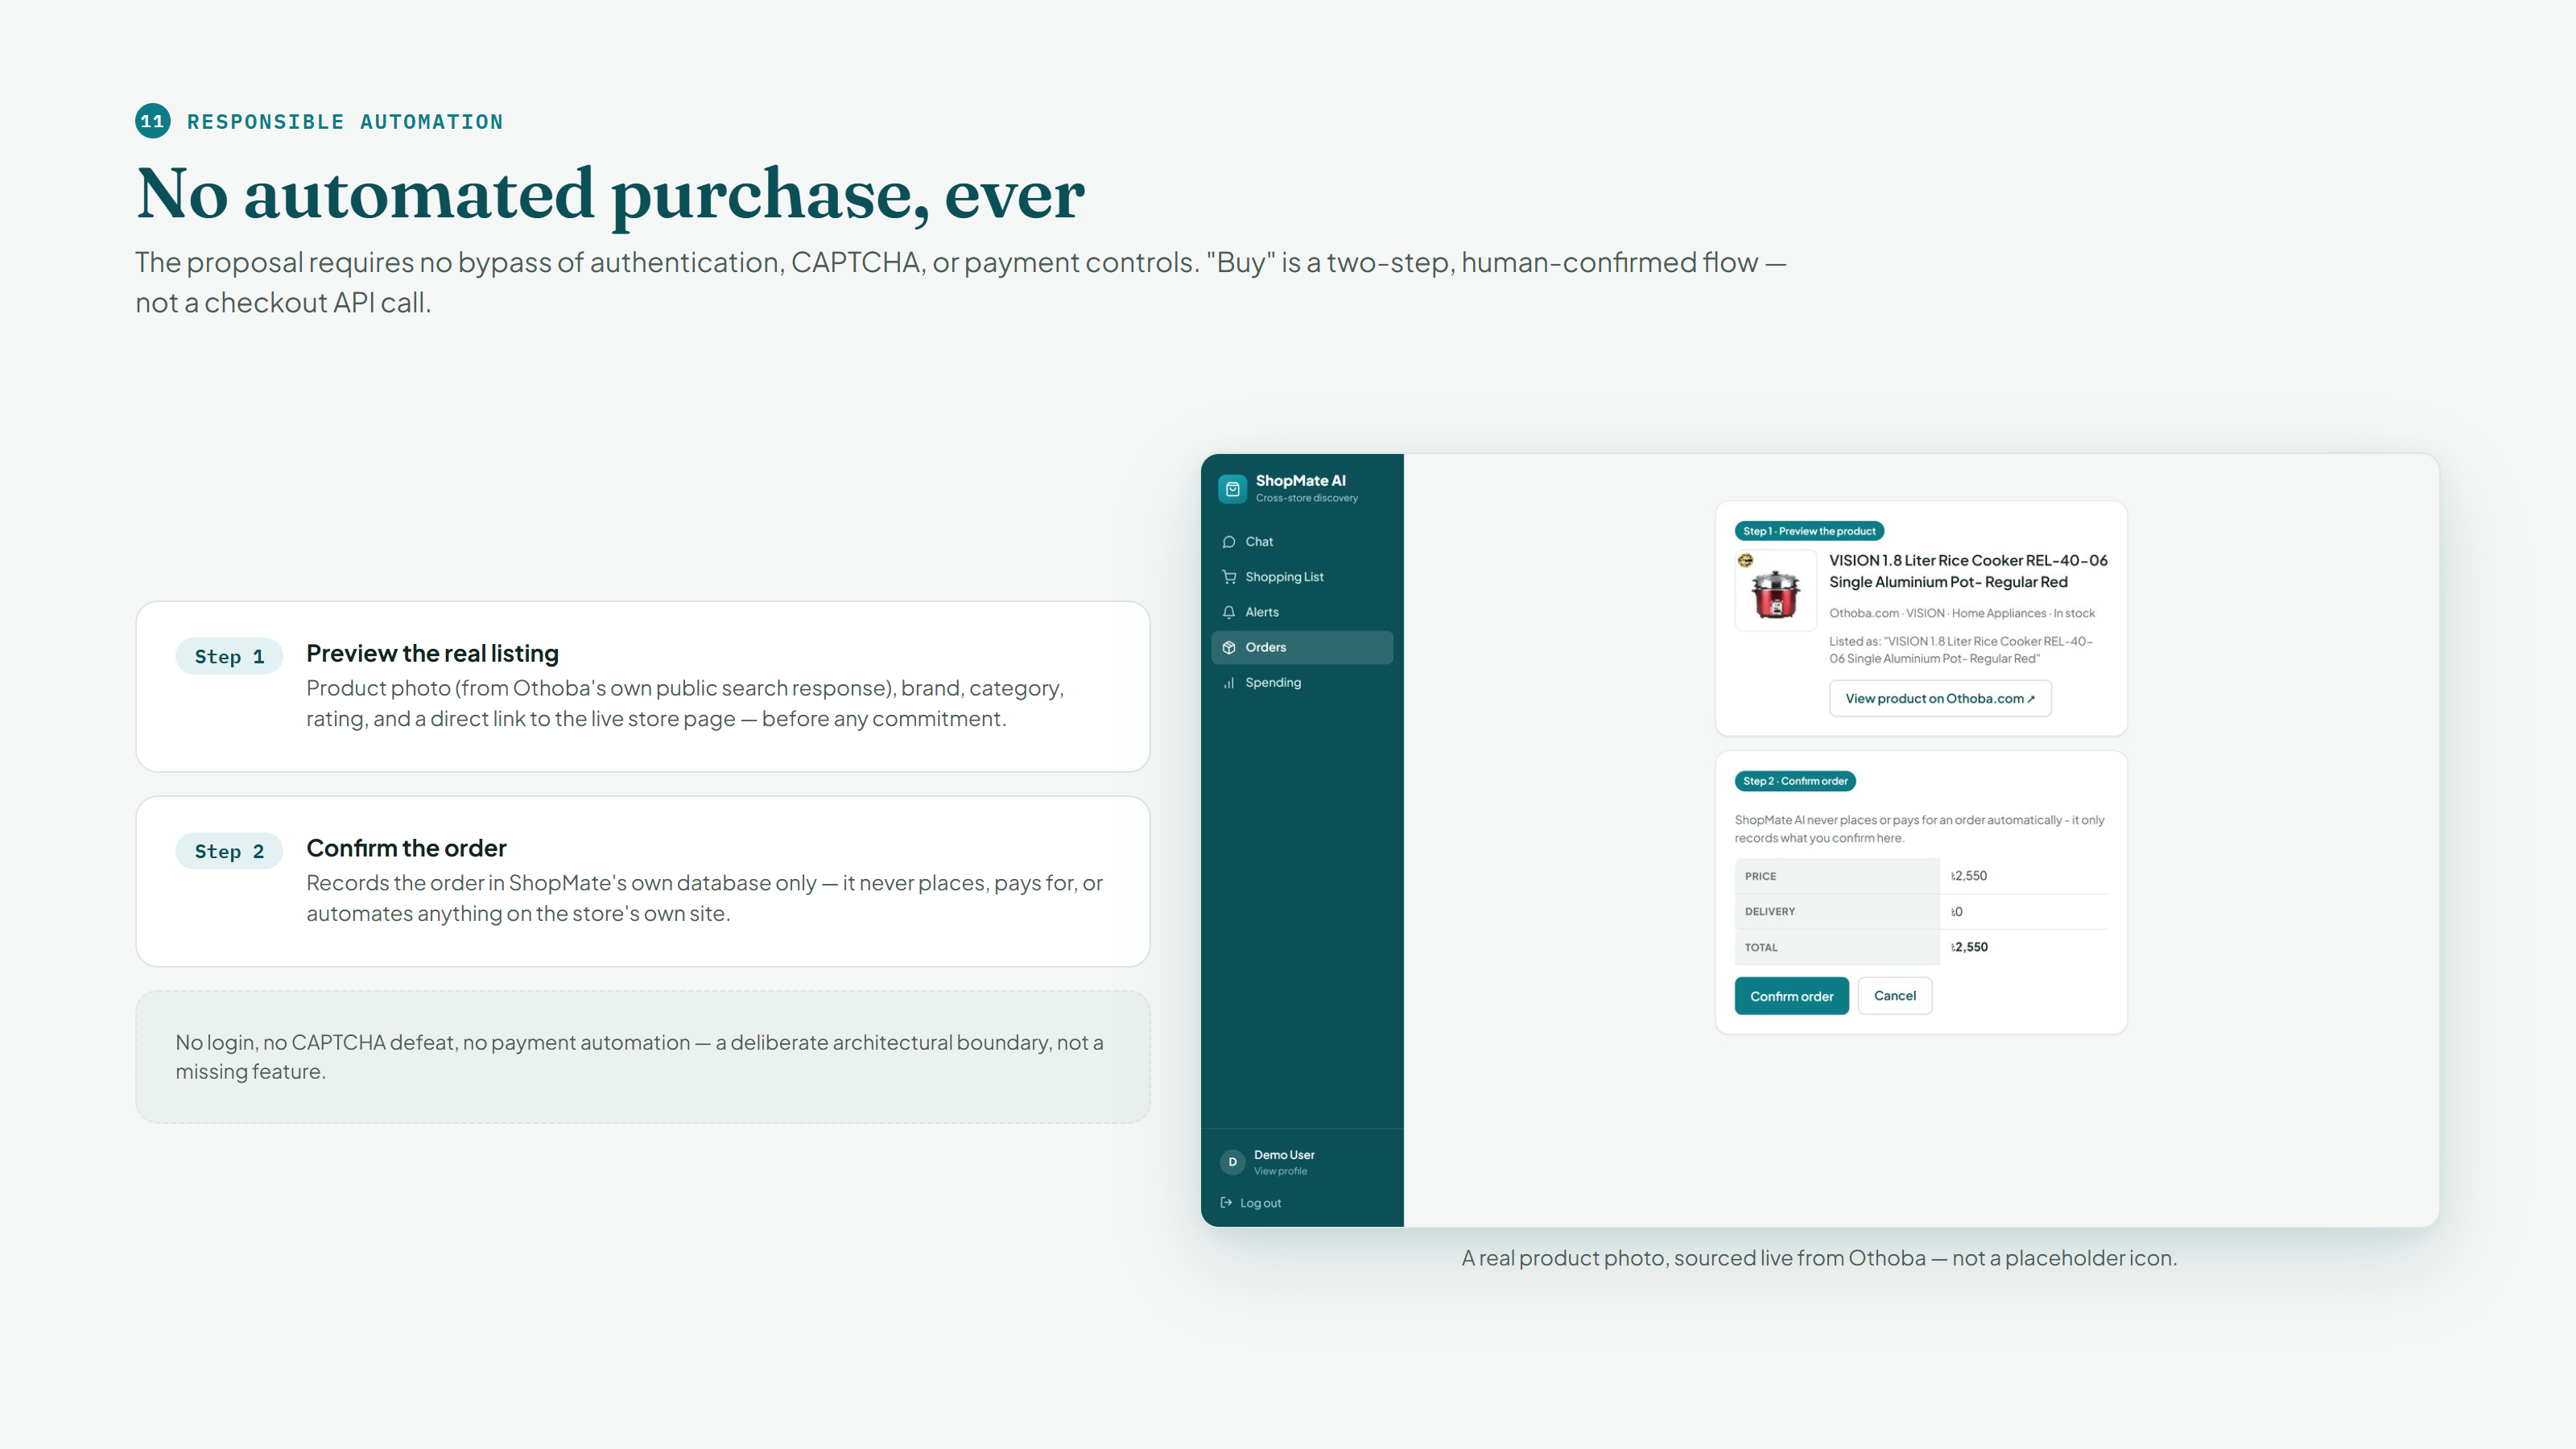 11 RESPONSIBLE AUTOMATION
No automated purchase, ever
The proposal requires no bypass of authentication, CAPTCHA, or payment controls. "Buy" is a two-step, human-confirmed flow —
not a checkout API call.
Step 1
Preview the real listing
Product photo (from Othoba's own public search response), brand, category,
rating, and a direct link to the live store page — before any commitment.
Step 2
Confirm the order
Records the order in ShopMate's own database only — it never places, pays for, or
automates anything on the store's own site.
No login, no CAPTCHA defeat, no payment automation — a deliberate architectural boundary, not a
missing feature.
ShopMate AI
Cross-store discovery
Chat
Shopping List
Alerts
Orders
Spending
D
Demo User
View profile
Log out
Step 1 · Preview the product
VISION 1.8 Liter Rice Cooker REL-40-06
Single Aluminium Pot- Regular Red
Othoba.com · VISION · Home Appliances · In stock
Listed as: "VISION 1.8 Liter Rice Cooker REL-40-
06 Single Aluminium Pot- Regular Red"
View product on Othoba.com ↗
Step 2 · Confirm order
ShopMate AI never places or pays for an order automatically - it only
records what you confirm here.
PRICE ৳2,550
DELIVERY ৳0
TOTAL ৳2,550
Confirm order
Cancel
A real product photo, sourced live from Othoba — not a placeholder icon.